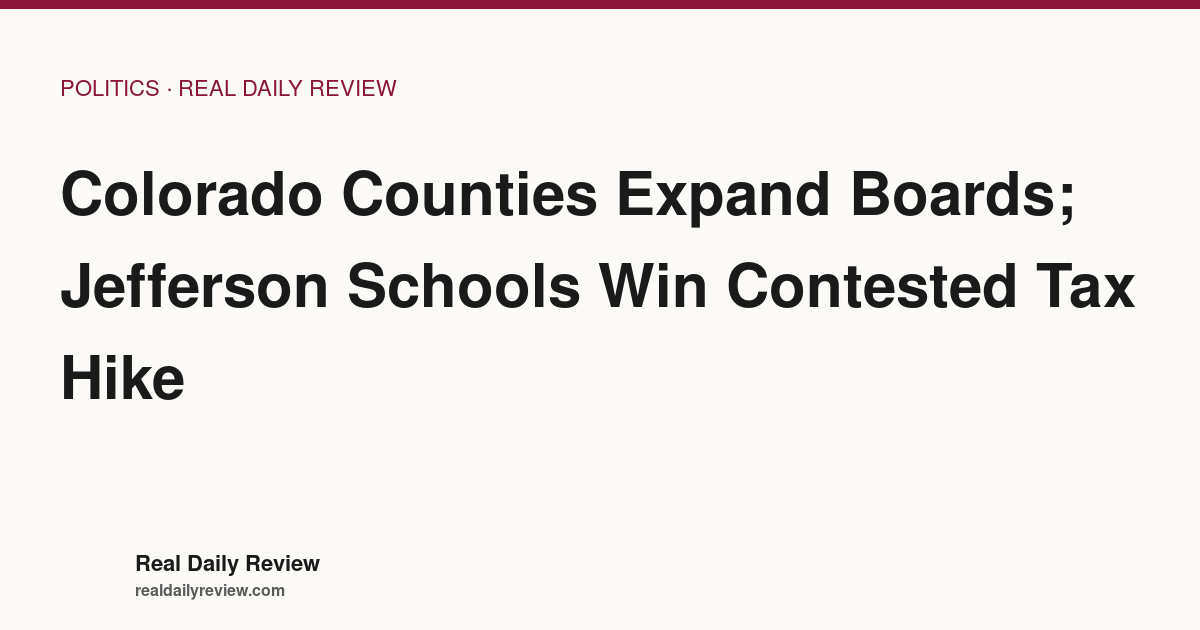 POLITICS · REAL DAILY REVIEW
Colorado Counties Expand Boards;
Jefferson Schools Win Contested Tax
Hike
Real Daily Review
realdailyreview.com